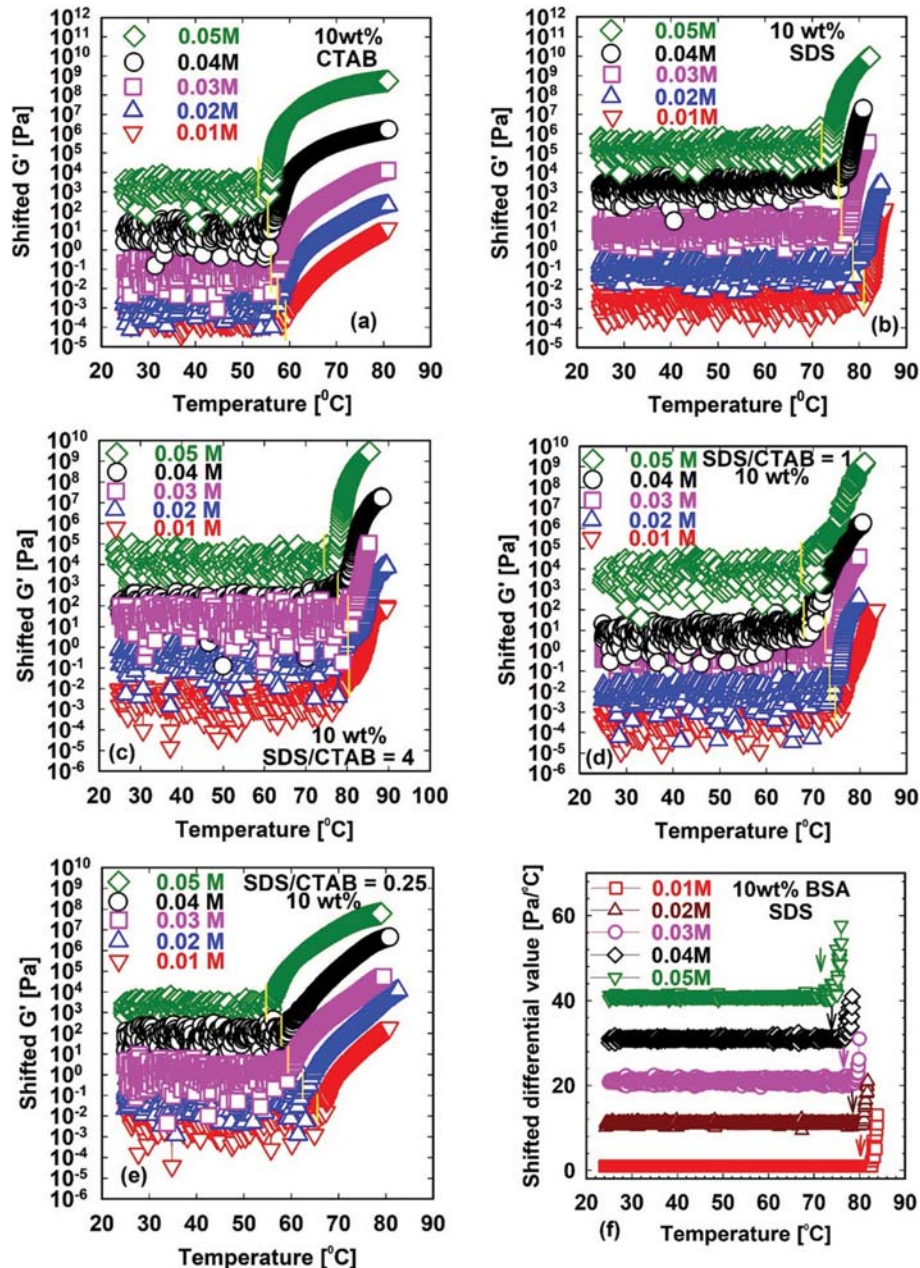 10¹²
10¹¹
10¹⁰
10⁹
10⁸
10⁷
10⁶
10⁵
10⁴
10³
10²
10¹
10⁰
10⁻¹
10⁻²
10⁻³
10⁻⁴
10⁻⁵
Shifted G' [Pa]
0.05M
0.04M
0.03M
0.02M
0.01M
10wt%
CTAB
(a)
20 30 40 50 60 70 80 90
Temperature [⁰C]
10¹²
10¹¹
10¹⁰
10⁹
10⁸
10⁷
10⁶
10⁵
10⁴
10³
10²
10¹
10⁰
10⁻¹
10⁻²
10⁻³
10⁻⁴
10⁻⁵
Shifted G' [Pa]
0.05M
0.04M
0.03M
0.02M
0.01M
10 wt%
SDS
(b)
20 30 40 50 60 70 80 90
Temperature [⁰C]
10¹⁰
10⁹
10⁸
10⁷
10⁶
10⁵
10⁴
10³
10²
10¹
10⁰
10⁻¹
10⁻²
10⁻³
10⁻⁴
10⁻⁵
10⁻⁶
Shifted G' [Pa]
0.05 M
0.04 M
0.03 M
0.02 M
0.01 M
(c)
10 wt%
SDS/CTAB = 4
20 30 40 50 60 70 80 90 100
Temperature [⁰C]
10¹⁰
10⁹
10⁸
10⁷
10⁶
10⁵
10⁴
10³
10²
10¹
10⁰
10⁻¹
10⁻²
10⁻³
10⁻⁴
10⁻⁵
10⁻⁶
Shifted G' [Pa]
0.05 M
0.04 M
0.03 M
0.02 M
0.01 M
SDS/CTAB = 1
10 wt%
(d)
20 30 40 50 60 70 80 90
Temperature [⁰C]
10¹⁰
10⁹
10⁸
10⁷
10⁶
10⁵
10⁴
10³
10²
10¹
10⁰
10⁻¹
10⁻²
10⁻³
10⁻⁴
10⁻⁵
10⁻⁶
Shifted G' [Pa]
0.05 M
0.04 M
0.03 M
0.02 M
0.01 M
SDS/CTAB = 0.25
10 wt%
(e)
20 30 40 50 60 70 80 90
Temperature [⁰C]
60
40
20
0
Shifted differential value [Pa/⁰C]
0.01M
0.02M
0.03M
0.04M
0.05M
10wt% BSA
SDS
(f)
20 30 40 50 60 70 80 90
Temperature [⁰C]